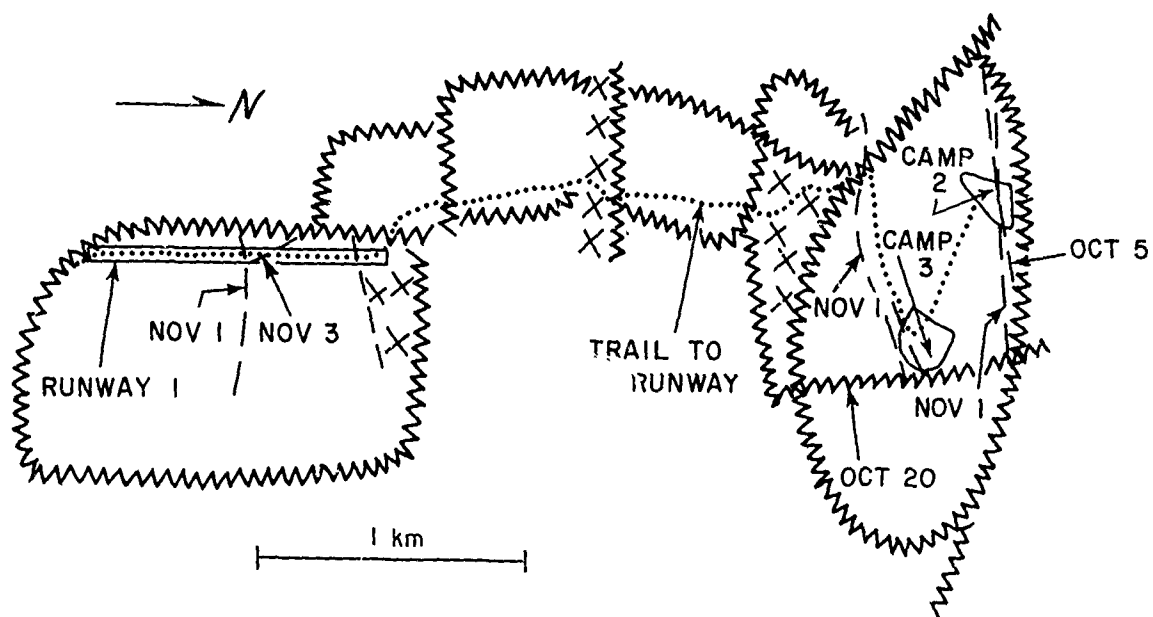 N
CAMP
2
CAMP
3
OCT 5
NOV 1
NOV 1
NOV 3
TRAIL TO
RUNWAY
RUNWAY 1
NOV 1
OCT 20
1 km